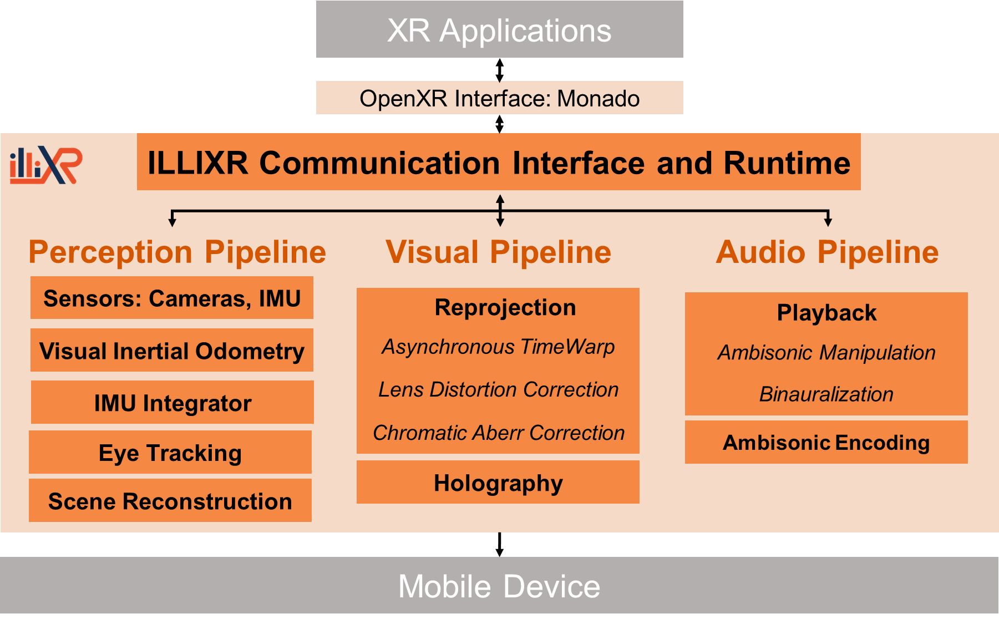 XR Applications
OpenXR Interface: Monado
illiXR
ILLIXR Communication Interface and Runtime
Perception Pipeline
Sensors: Cameras, IMU
Visual Inertial Odometry
IMU Integrator
Eye Tracking
Scene Reconstruction
Visual Pipeline
Reprojection
Asynchronous TimeWarp
Lens Distortion Correction
Chromatic Aberr Correction
Holography
Audio Pipeline
Playback
Ambisonic Manipulation
Binauralization
Ambisonic Encoding
Mobile Device